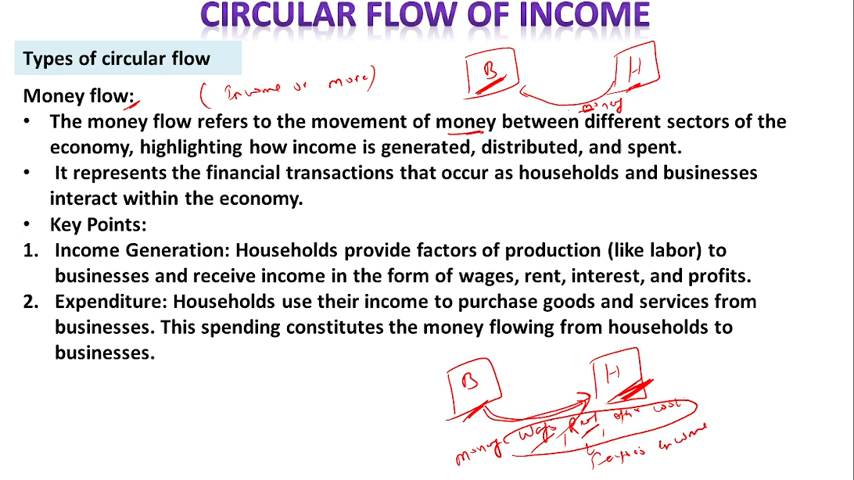 CIRCULAR FLOW OF INCOME
Types of circular flow
B H
(Income or more)
Money flow:
money
• The money flow refers to the movement of money between different sectors of the
economy, highlighting how income is generated, distributed, and spent.
• It represents the financial transactions that occur as households and businesses
interact within the economy.
• Key Points:
1. Income Generation: Households provide factors of production (like labor) to
businesses and receive income in the form of wages, rent, interest, and profits.
2. Expenditure: Households use their income to purchase goods and services from
businesses. This spending constitutes the money flowing from households to
businesses.
B H
money Rent, cost
income